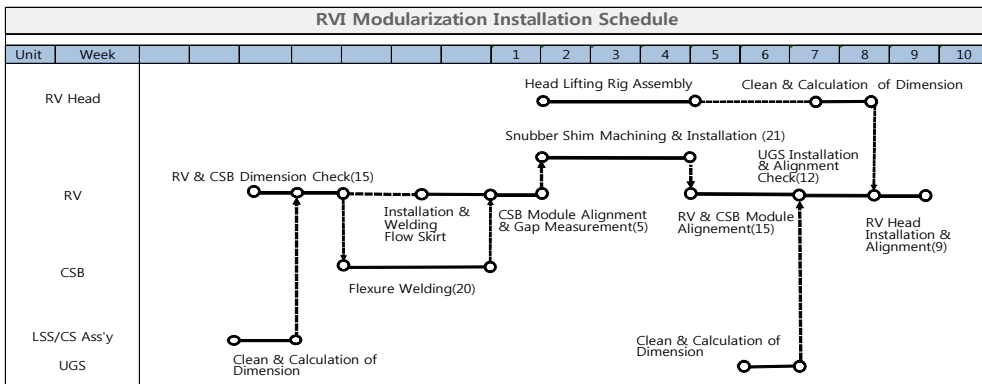 RVI Modularization Installation Schedule
Unit Week 1 2 3 4 5 6 7 8 9 10
RV Head
Head Lifting Rig Assembly
Clean & Calculation of Dimension
Snubber Shim Machining & Installation (21)
RV
RV & CSB Dimension Check(15)
UGS Installation
& Alignment
Check(12)
Installation &
Welding
Flow Skirt
CSB Module Alignment
& Gap Measurement(5)
RV & CSB Module
Alignement(15)
RV Head
Installation &
Alignment(9)
CSB
Flexure Welding(20)
LSS/CS Ass'y
Clean & Calculation of
Dimension
UGS
Clean & Calculation of
Dimension